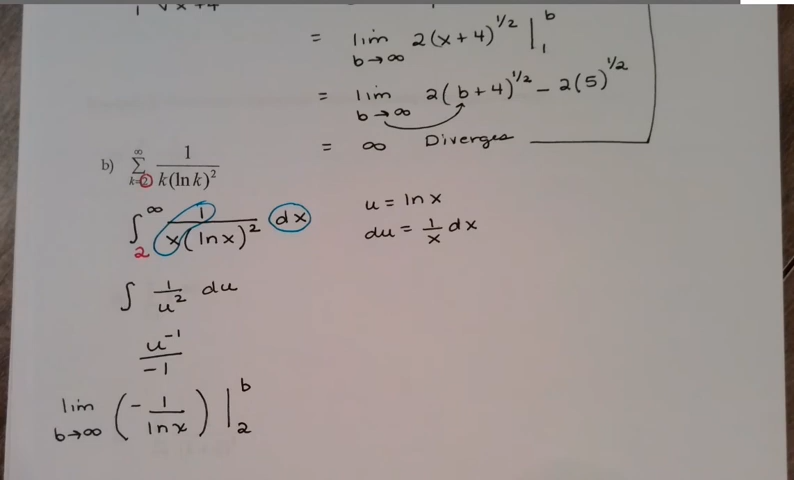 = lim b→∞ 2(x+4)^1/2 |_1^b
= lim b→∞ 2(b+4)^1/2 − 2(5)^1/2
= ∞ Diverges
b) ∑_{k=2}^∞ 1/(k(ln k)^2)
∫_2^∞ 1/(x(ln x)^2) dx
u = ln x
du = 1/x dx
∫ 1/u^2 du
u^-1/-1
lim b→∞ (− 1/ln x) |_2^b